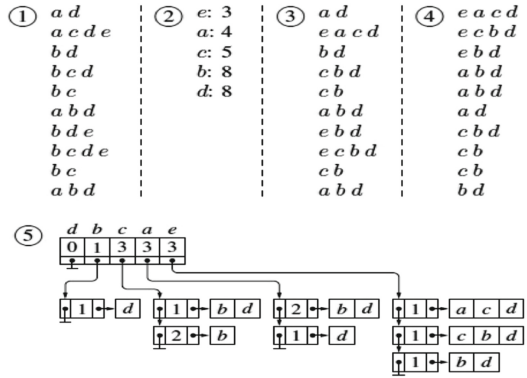 1 a d
a c d e
b d
b c d
b c
a b d
b d e
b c d e
b c
a b d
2 e: 3
a: 4
c: 5
b: 8
d: 8
3 a d
e a c d
b d
c b d
c b
a b d
e b d
e c b d
c b
a b d
4 e a c d
e c b d
e b d
a b d
a b d
a d
c b d
c b
c b
b d
5 d b c a e
0 1 3 3 3
1 d 1 b d 2 b d 1 a c d
2 b 1 d 1 c b d
1 b d